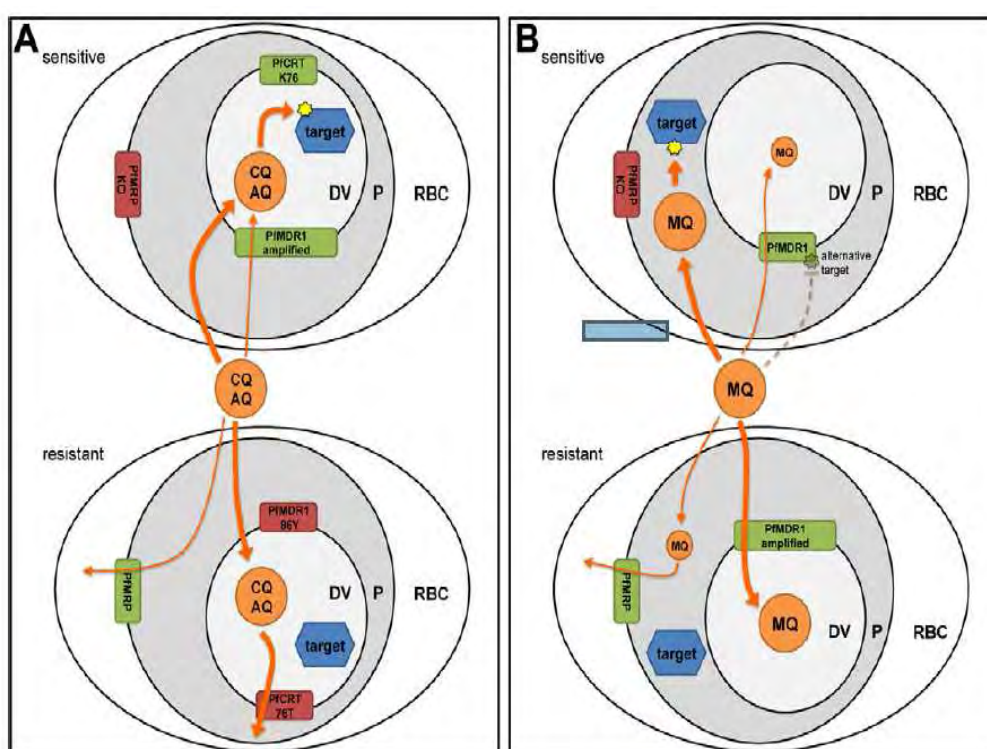 A
sensitive
PfCRT
K76
target
CQ
AQ
PfMRP
KO
DV P RBC
PfMDR1
amplified
CQ
AQ
resistant
PfMDR1
86Y
PfMRP
CQ
AQ
DV P RBC
target
PfCRT
76T
B
sensitive
target
MQ
PfMRP
KO
MQ
DV P RBC
PfMDR1
alternative
target
MQ
resistant
PfMDR1
amplified
MQ
PfMRP
MQ
DV P RBC
target